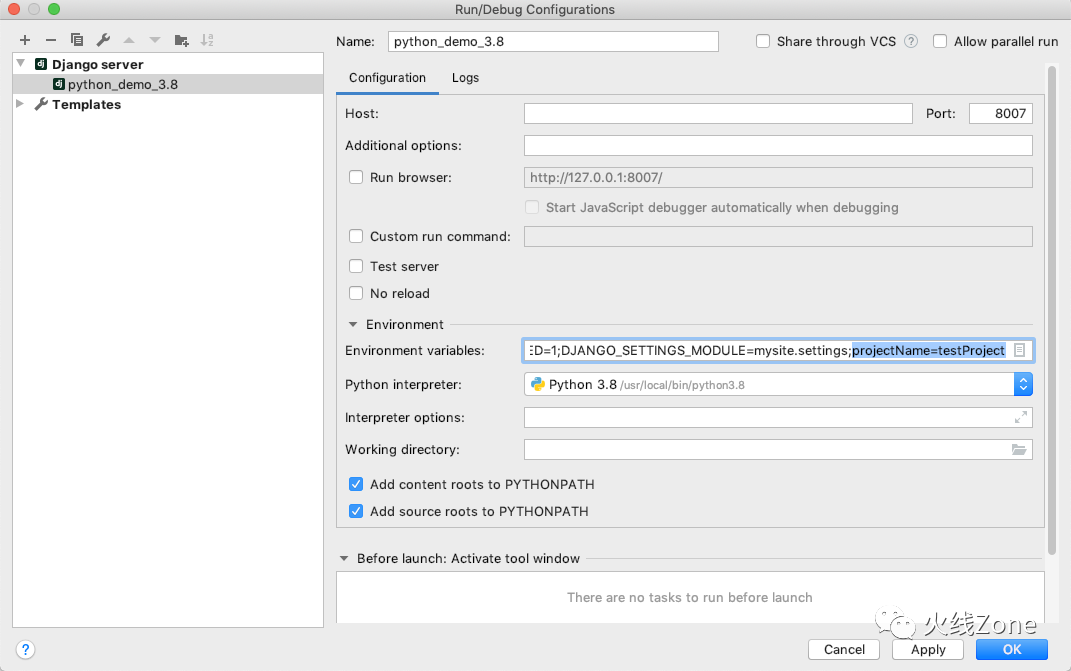 Run/Debug Configurations
Name: python_demo_3.8 Share through VCS ? Allow parallel run
Django server
python_demo_3.8
Templates
Configuration Logs
Host: Port: 8007
Additional options:
Run browser: http://127.0.0.1:8007/
Start JavaScript debugger automatically when debugging
Custom run command:
Test server
No reload
Environment
Environment variables: ED=1;DJANGO_SETTINGS_MODULE=mysite.settings;projectName=testProject
Python interpreter: Python 3.8 /usr/local/bin/python3.8
Interpreter options:
Working directory:
Add content roots to PYTHONPATH
Add source roots to PYTHONPATH
Before launch: Activate tool window
There are no tasks to run before launch
火线Zone
? Cancel Apply OK